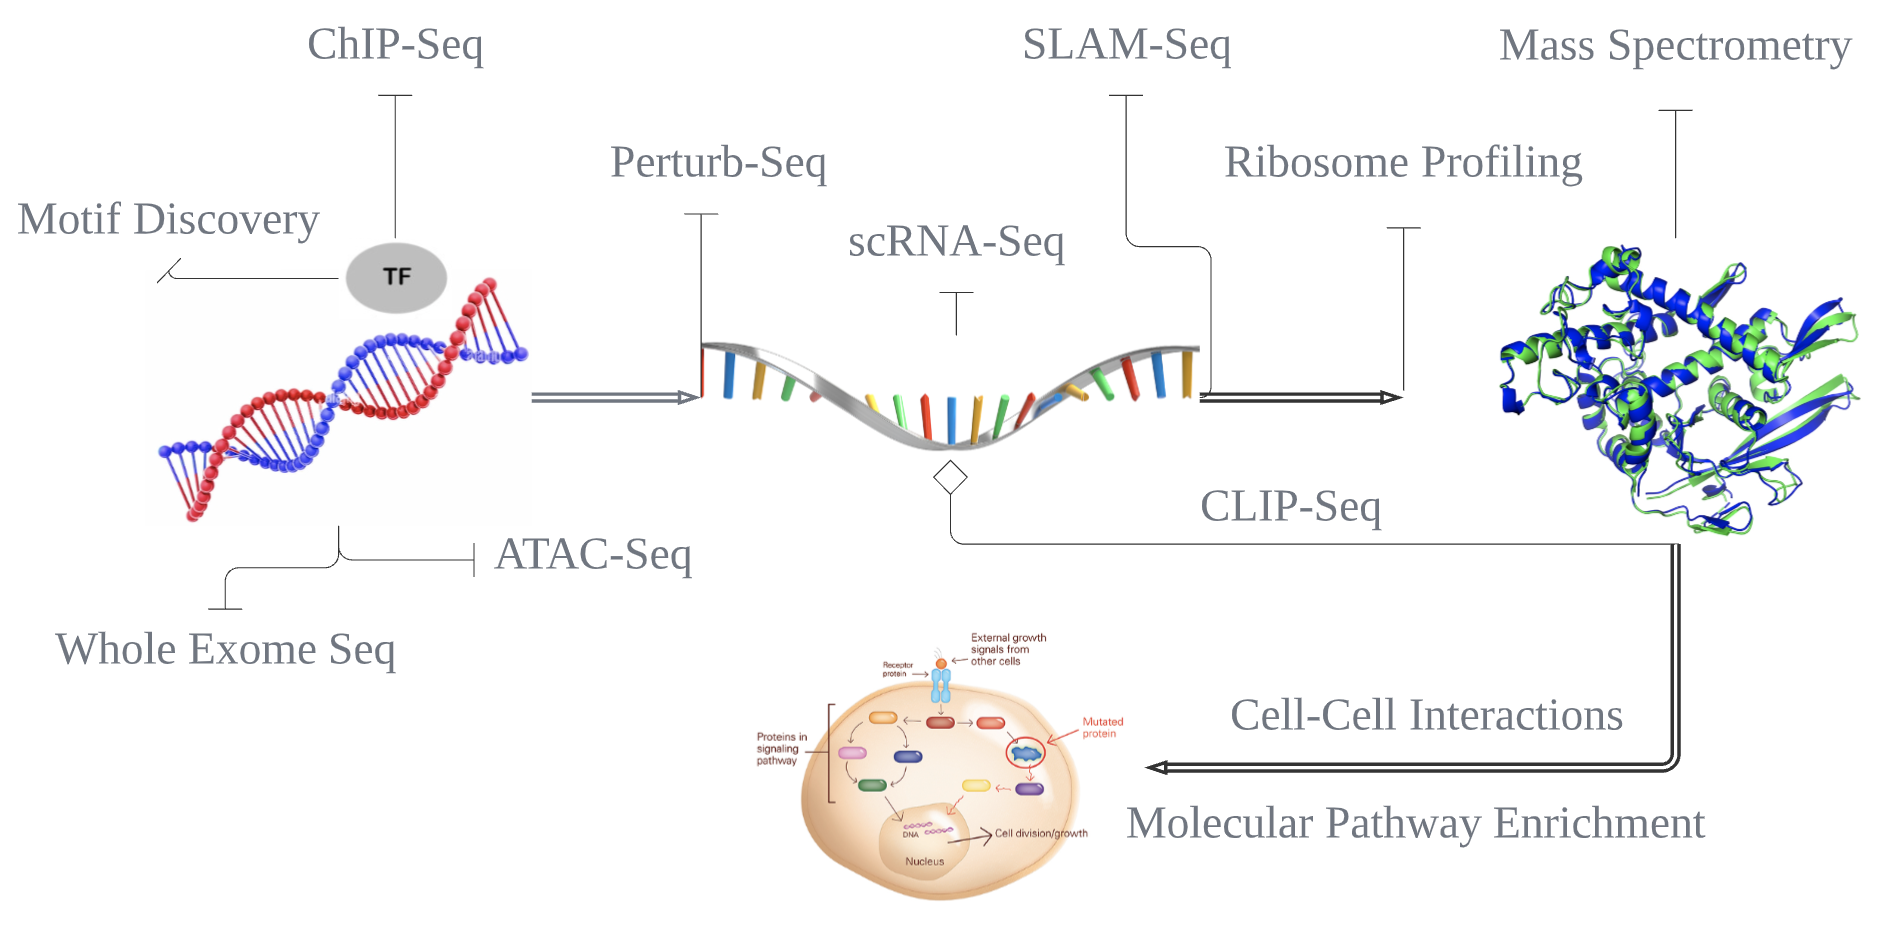 ChIP-Seq
SLAM-Seq
Mass Spectrometry
Perturb-Seq
Ribosome Profiling
Motif Discovery
scRNA-Seq
TF
CLIP-Seq
ATAC-Seq
Whole Exome Seq
External growth
signals from
other cells
Receptor
protein
Cell-Cell Interactions
Mutated
protein
Proteins in
signaling
pathway
Molecular Pathway Enrichment
DNA
Cell division/growth
Nucleus